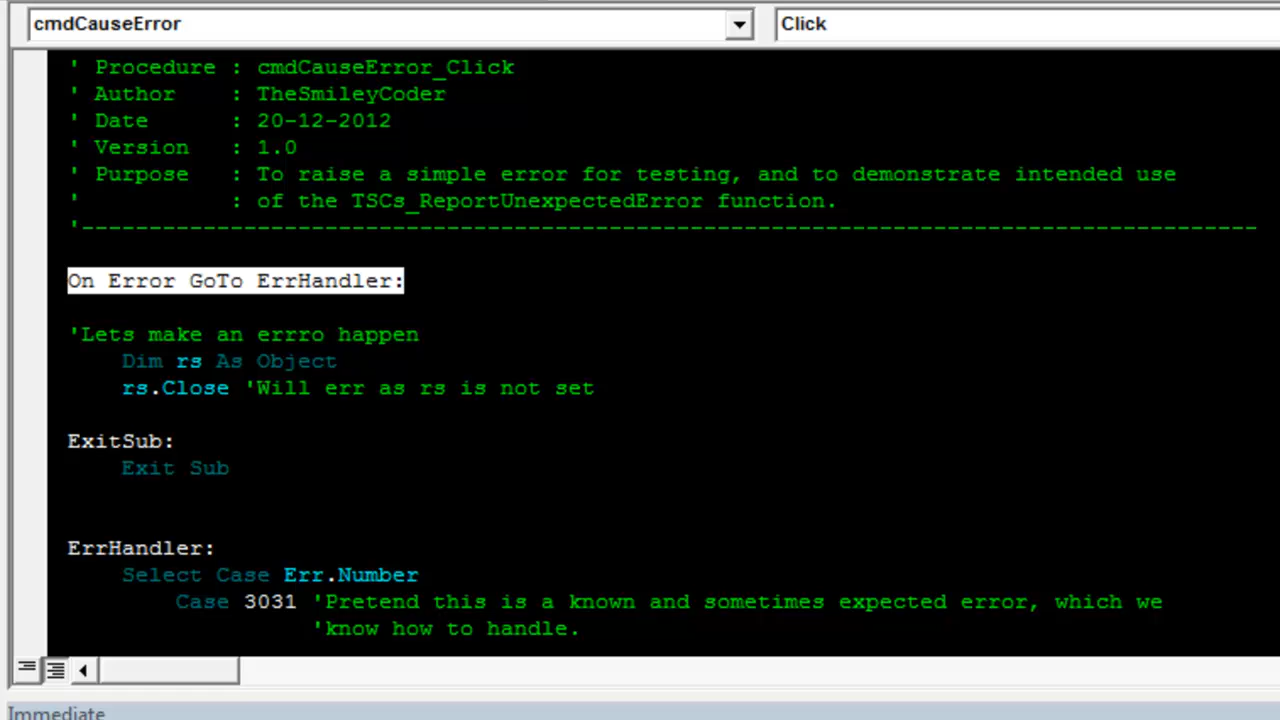 cmdCauseError Click
' Procedure : cmdCauseError_Click
' Author : TheSmileyCoder
' Date : 20-12-2012
' Version : 1.0
' Purpose : To raise a simple error for testing, and to demonstrate intended use
' : of the TSCs_ReportUnexpectedError function.
'---------------------------------------------------------------------------------------
On Error GoTo ErrHandler:
'Lets make an errro happen
Dim rs As Object
rs.Close 'Will err as rs is not set
ExitSub:
Exit Sub
ErrHandler:
Select Case Err.Number
Case 3031 'Pretend this is a known and sometimes expected error, which we
'know how to handle.
Immediate